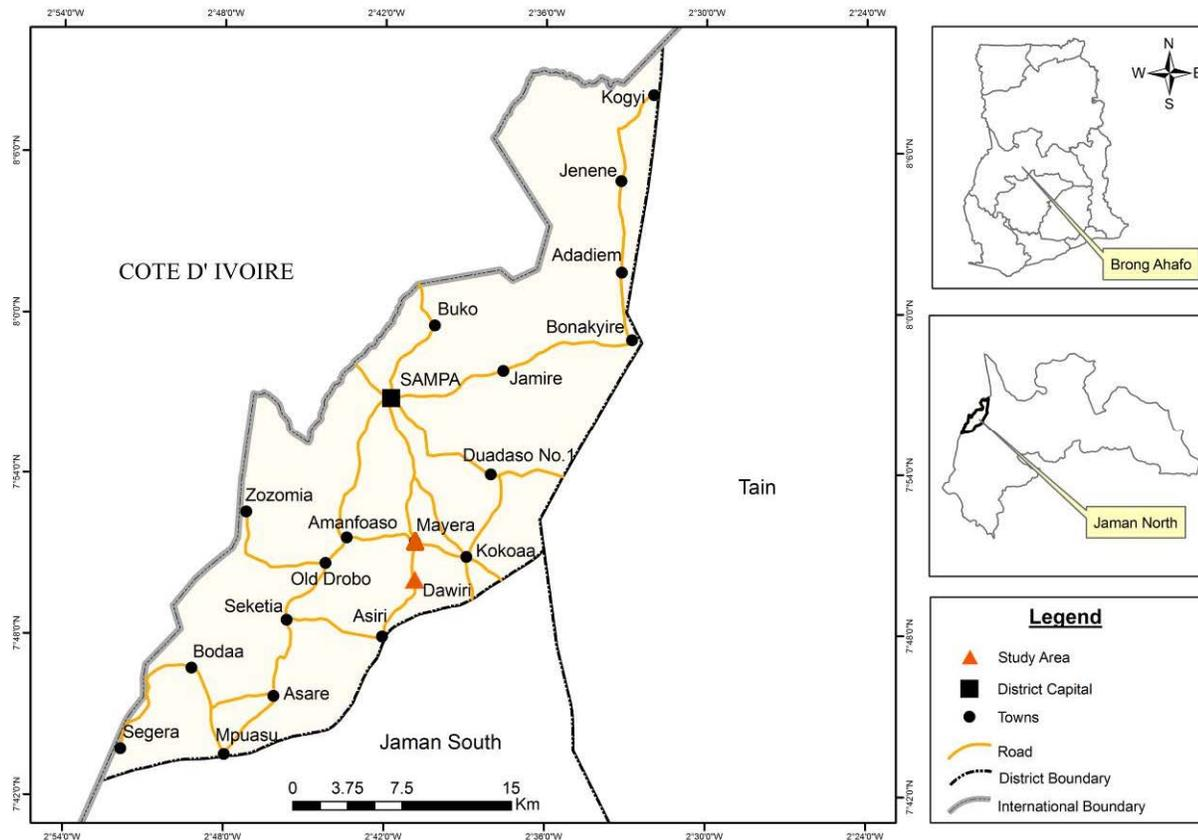 2°54'0"W 2°48'0"W 2°42'0"W 2°36'0"W 2°30'0"W 2°24'0"W
8°6'0"N
8°0'0"N
7°54'0"N
7°48'0"N
7°42'0"N
Kogyi
Jenene
Adadiem
COTE D' IVOIRE
Buko
Bonakyire
SAMPA
Jamire
Duadaso No.1
Zozomia
Tain
Amanfoaso
Mayera
Kokoaa
Old Drobo
Dawiri
Seketia
Asiri
Bodaa
Asare
Segera
Mpuasu
Jaman South
0 3.75 7.5 15
Km
8°6'0"N
8°0'0"N
7°54'0"N
7°48'0"N
7°42'0"N
2°54'0"W 2°48'0"W 2°42'0"W 2°36'0"W 2°30'0"W 2°24'0"W
N
W E
S
Brong Ahafo
Jaman North
Legend
Study Area
District Capital
Towns
Road
District Boundary
International Boundary